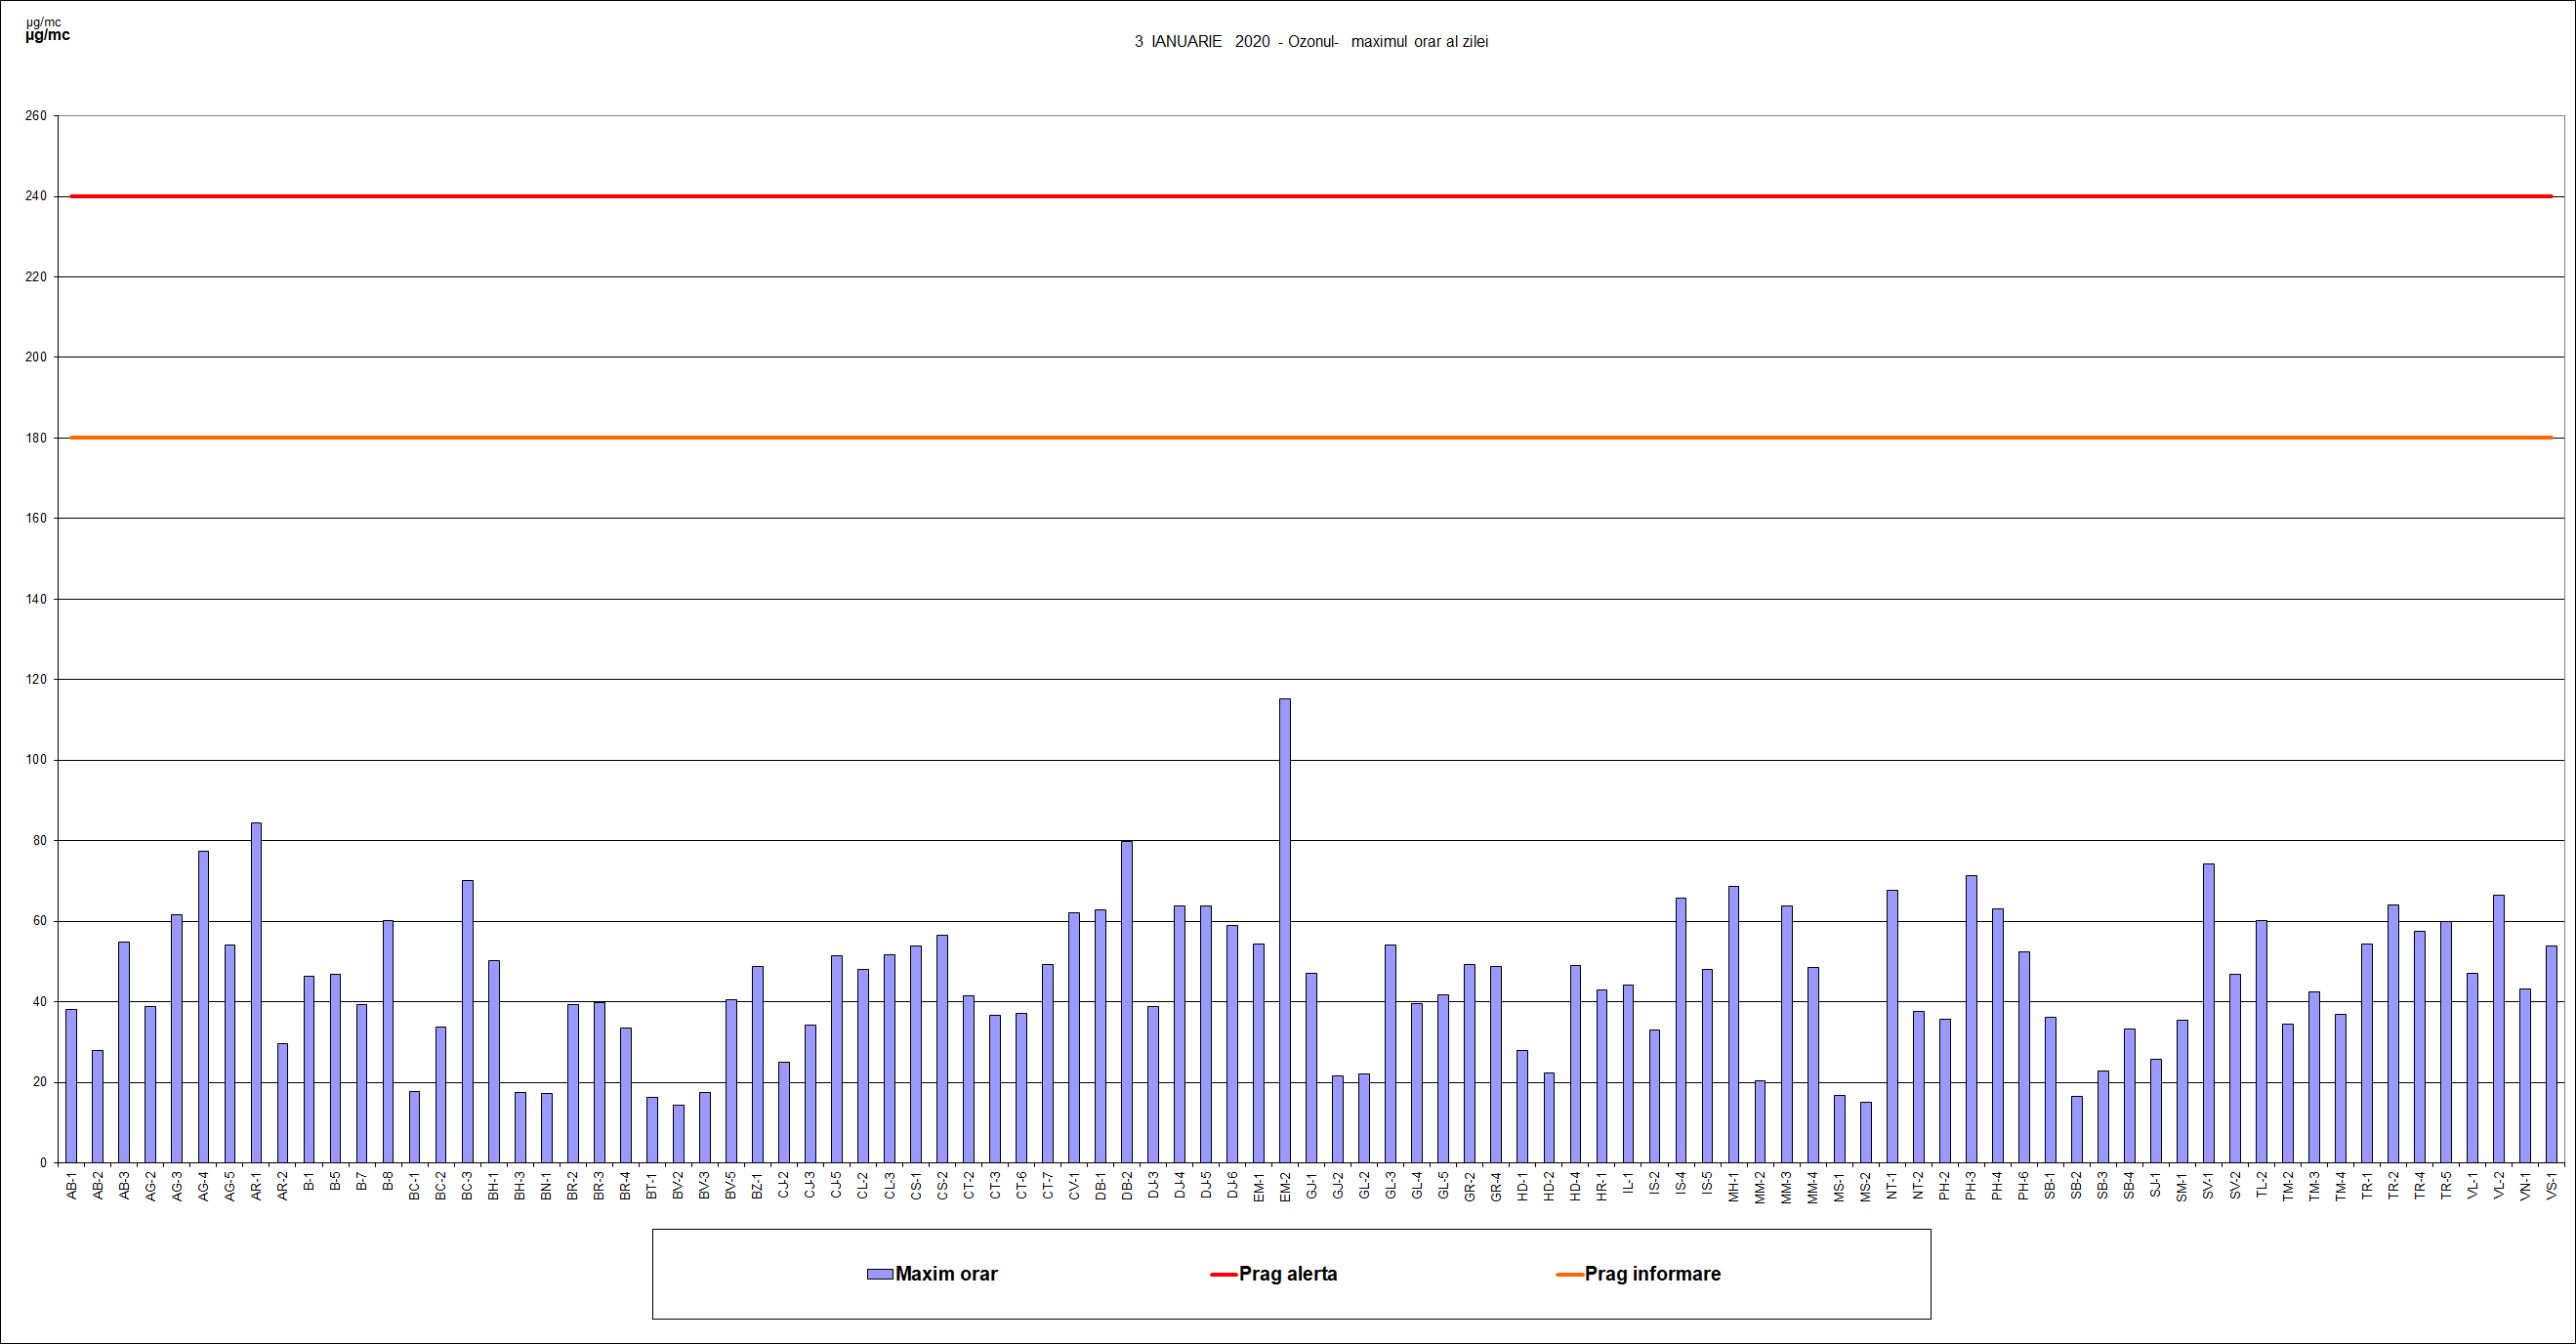 µg/mc
µg/mc
3 IANUARIE 2020 - Ozonul- maximul orar al zilei
260
240
220
200
180
160
140
120
100
80
60
40
20
0
AB-1 AB-2 AB-3 AG-2 AG-3 AG-4 AG-5 AR-1 AR-2 B-1 B-5 B-7 B-8 BC-1 BC-2 BC-3 BH-1 BH-3 BN-1 BR-2 BR-3 BR-4 BT-1 BV-2 BV-3 BV-5 BZ-1 CJ-2 CJ-3 CJ-5 CL-2 CL-3 CS-1 CS-2 CT-2 CT-3 CT-6 CT-7 CV-1 DB-1 DB-2 DJ-3 DJ-4 DJ-5 DJ-6 EM-1 EM-2 GJ-1 GJ-2 GL-2 GL-3 GL-4 GL-5 GR-2 GR-4 HD-1 HD-2 HD-4 HR-1 IL-1 IS-2 IS-4 IS-5 MH-1 MM-2 MM-3 MM-4 MS-1 MS-2 NT-1 NT-2 PH-2 PH-3 PH-4 PH-6 SB-1 SB-2 SB-3 SB-4 SJ-1 SM-1 SV-1 SV-2 TL-2 TM-2 TM-3 TM-4 TR-1 TR-2 TR-4 TR-5 VL-1 VL-2 VN-1 VS-1
Maxim orar Prag alerta Prag informare